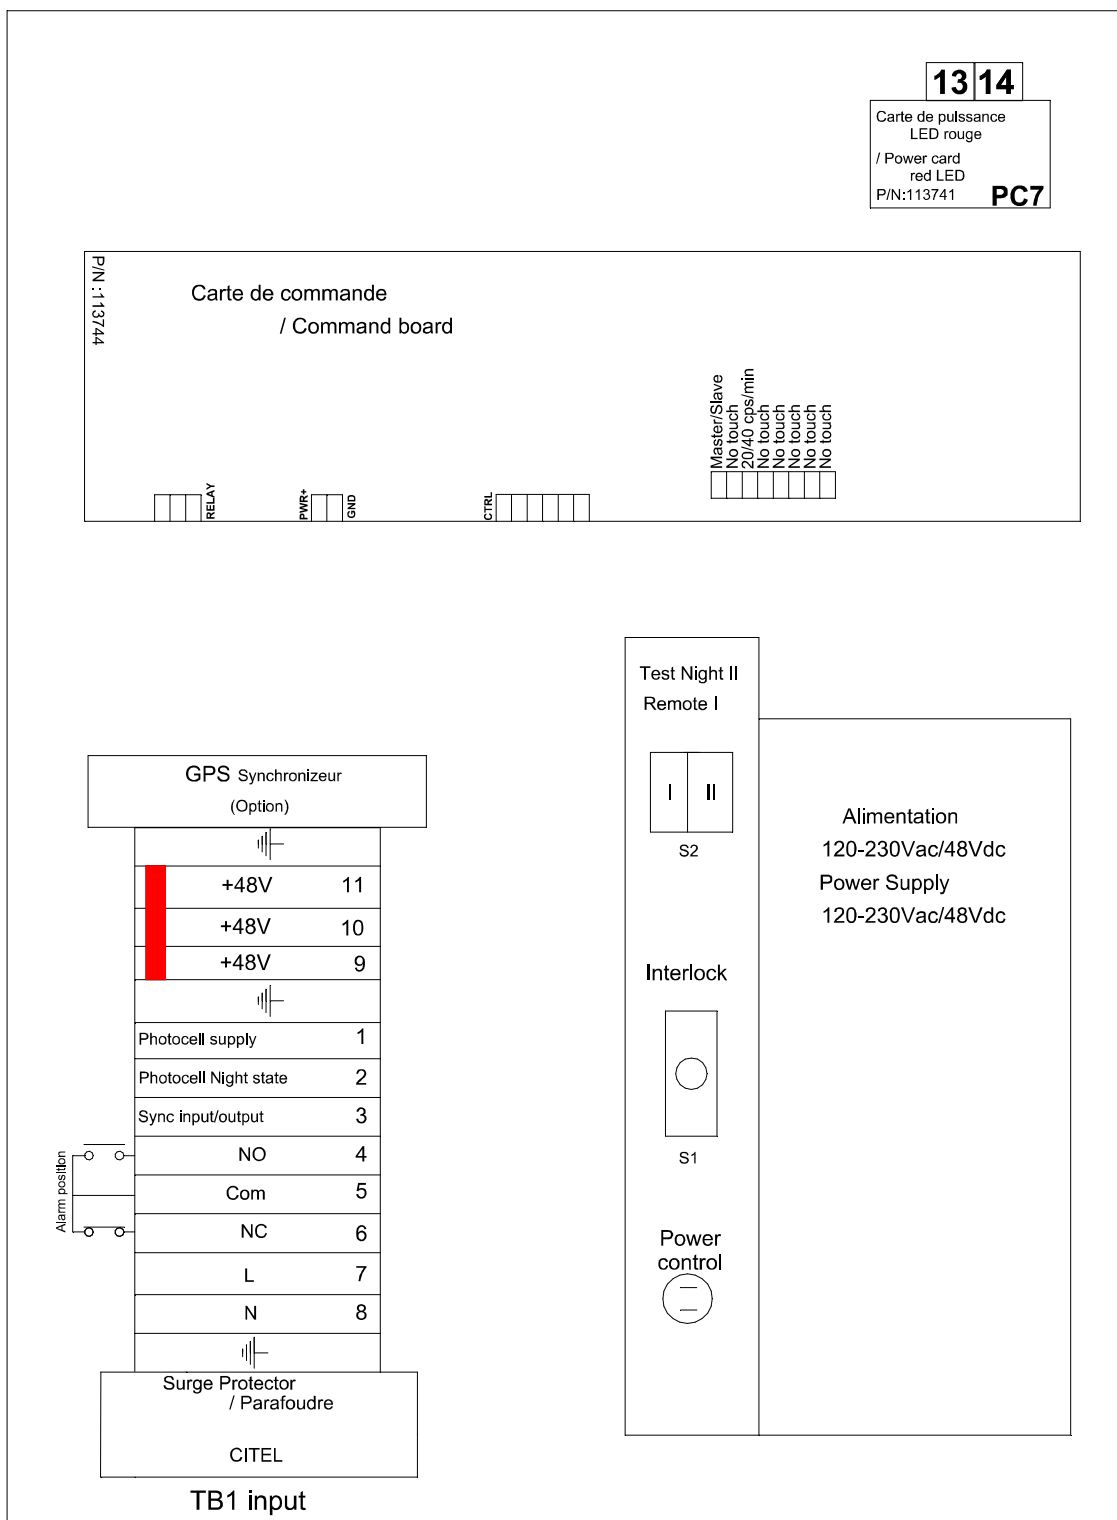 13 14
Carte de puissance
LED rouge
/ Power card
red LED
P/N:113741 PC7
P/N :113744
Carte de commande
/ Command board
Master/Slave
No touch
20/40 cps/min
No touch
No touch
No touch
No touch
No touch
RELAY
PWR+
GND
CTRL
Test Night II
Remote I
I II
S2
Interlock
S1
Power
control
Alimentation
120-230Vac/48Vdc
Power Supply
120-230Vac/48Vdc
GPS Synchronizeur
(Option)
+48V 11
+48V 10
+48V 9
Photocell supply 1
Photocell Night state 2
Sync input/output 3
NO 4
Com 5
NC 6
Alarm position
L 7
N 8
Surge Protector
/ Parafoudre
CITEL
TB1 input